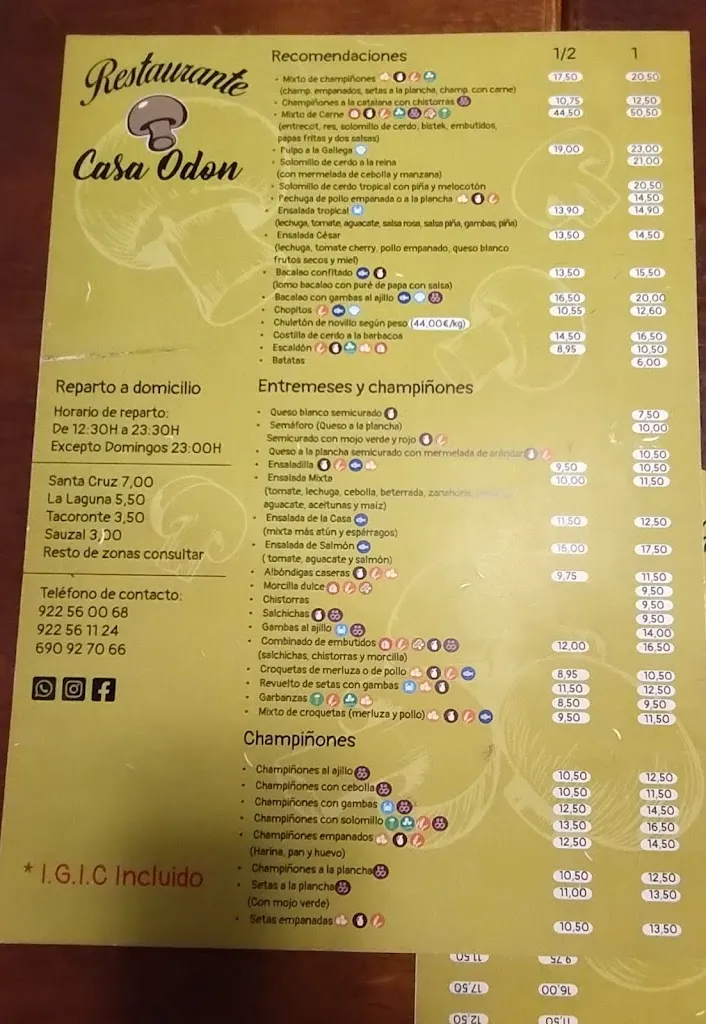 Restaurante
Casa Odon
Recomendaciones 1/2 1
• Mixto de champiñones 17,50 20,50
(champ. empanados, setas a la plancha, champ. con carne)
• Champiñones a la catalana con chistorras 10,75 12,50
• Mixto de Carne 44,50 50,50
(entrecot, res, solomillo de cerdo, bistek, embutidos,
papas fritas y dos salsas)
• Pulpo a la Gallega 19,00 23,00
• Solomillo de cerdo a la reina 21,00
(con mermelada de cebolla y manzana)
• Solomillo de cerdo tropical con piña y melocotón 20,50
• Pechuga de pollo empanada o a la plancha 14,50
• Ensalada tropical 13,90 14,90
(lechuga, tomate, aguacate, salsa rosa, salsa piña, gambas, piña)
• Ensalada César 13,50 14,50
(lechuga, tomate cherry, pollo empanado, queso blanco
frutos secos y miel)
• Bacalao confitado 13,50 15,50
(lomo bacalao con puré de papa con salsa)
• Bacalao con gambas al ajillo 16,50 20,00
• Chopitos 10,55 12,60
• Chuletón de novillo según peso (44,00€/kg)
• Costilla de cerdo a la barbacoa 14,50 16,50
• Escaldón 8,95 10,50
• Batatas 6,00
Entremeses y champiñones
• Queso blanco semicurado 7,50
• Semáforo (Queso a la plancha) 10,00
Semicurado con mojo verde y rojo
• Queso a la plancha semicurado con mermelada de 10,50
• Ensaladilla 9,50 10,50
• Ensalada Mixta 10,00 11,50
(tomate, lechuga, cebolla, beterrada, zanahoria,
aguacate, aceitunas y maíz)
• Ensalada de la Casa 11,50 12,50
(mixta más atún y espárragos)
• Ensalada de Salmón 16,00 17,50
( tomate, aguacate y salmón)
• Albóndigas caseras 9,75 11,50
• Morcilla dulce 9,50
• Chistorras 9,50
• Salchichas 9,50
• Gambas al ajillo 14,00
• Combinado de embutidos 12,00 16,50
(salchichas, chistorras y morcilla)
• Croquetas de merluza o de pollo 8,95 10,50
• Revuelto de setas con gambas 11,50 12,50
• Garbanzas 8,50 9,50
• Mixto de croquetas (merluza y pollo) 9,50 11,50
Champiñones
• Champiñones al ajillo 10,50 12,50
• Champiñones con cebolla 10,50 11,50
• Champiñones con gambas 12,50 14,50
• Champiñones con solomillo 13,50 16,50
• Champiñones empanados 12,50 14,50
(Harina, pan y huevo)
• Champiñones a la plancha 10,50 12,50
• Setas a la plancha 11,00 13,50
(Con mojo verde)
• Setas empanadas 10,50 13,50
Reparto a domicilio
Horario de reparto:
De 12:30H a 23:30H
Excepto Domingos 23:00H
Santa Cruz 7,00
La Laguna 5,50
Tacoronte 3,50
Sauzal 3,00
Resto de zonas consultar
Teléfono de contacto:
922 56 00 68
922 56 11 24
690 92 70 66
* I.G.I.C Incluido
11,50 9,75
17,50 16,00
12,50 11,50